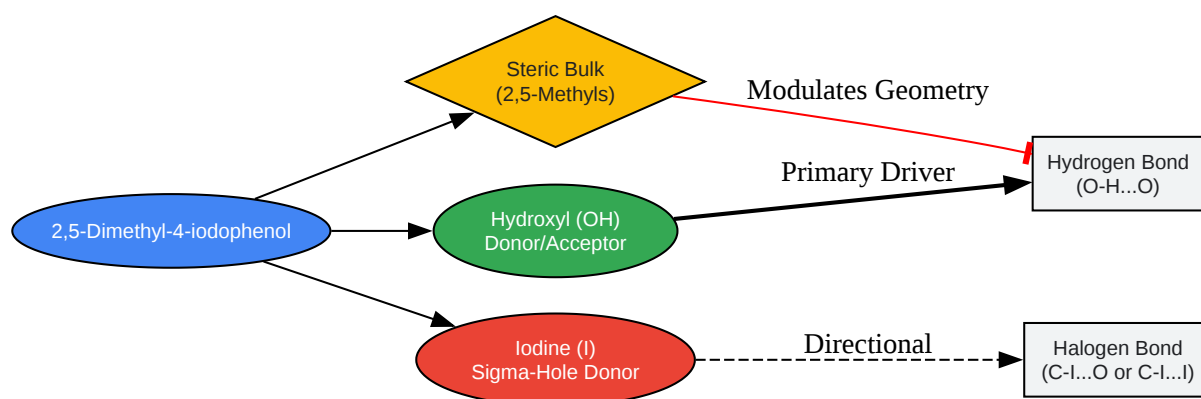 Steric Bulk
(2,5-Methyls)
Modulates Geometry
Hydrogen Bond
(O-H...O)
Primary Driver
2,5-Dimethyl-4-iodophenol
Hydroxyl (OH)
Donor/Acceptor
Iodine (I)
Sigma-Hole Donor
Directional
Halogen Bond
(C-I...O or C-I...I)